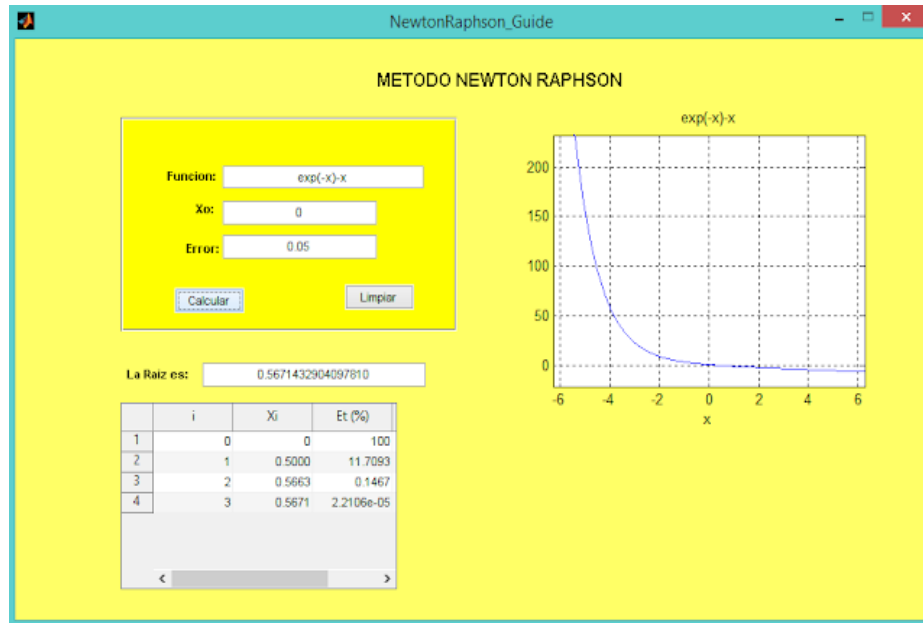 NewtonRaphson_Guide
METODO NEWTON RAPHSON
Funcion: exp(-x)-x
Xo: 0
Error: 0.05
Calcular Limpiar
La Raiz es: 0.5671432904097810
i Xi Et (%)
1 0 0 100
2 1 0.5000 11.7093
3 2 0.5663 0.1467
4 3 0.5671 2.2106e-05
exp(-x)-x
200
150
100
50
0
-6 -4 -2 0 2 4 6
x